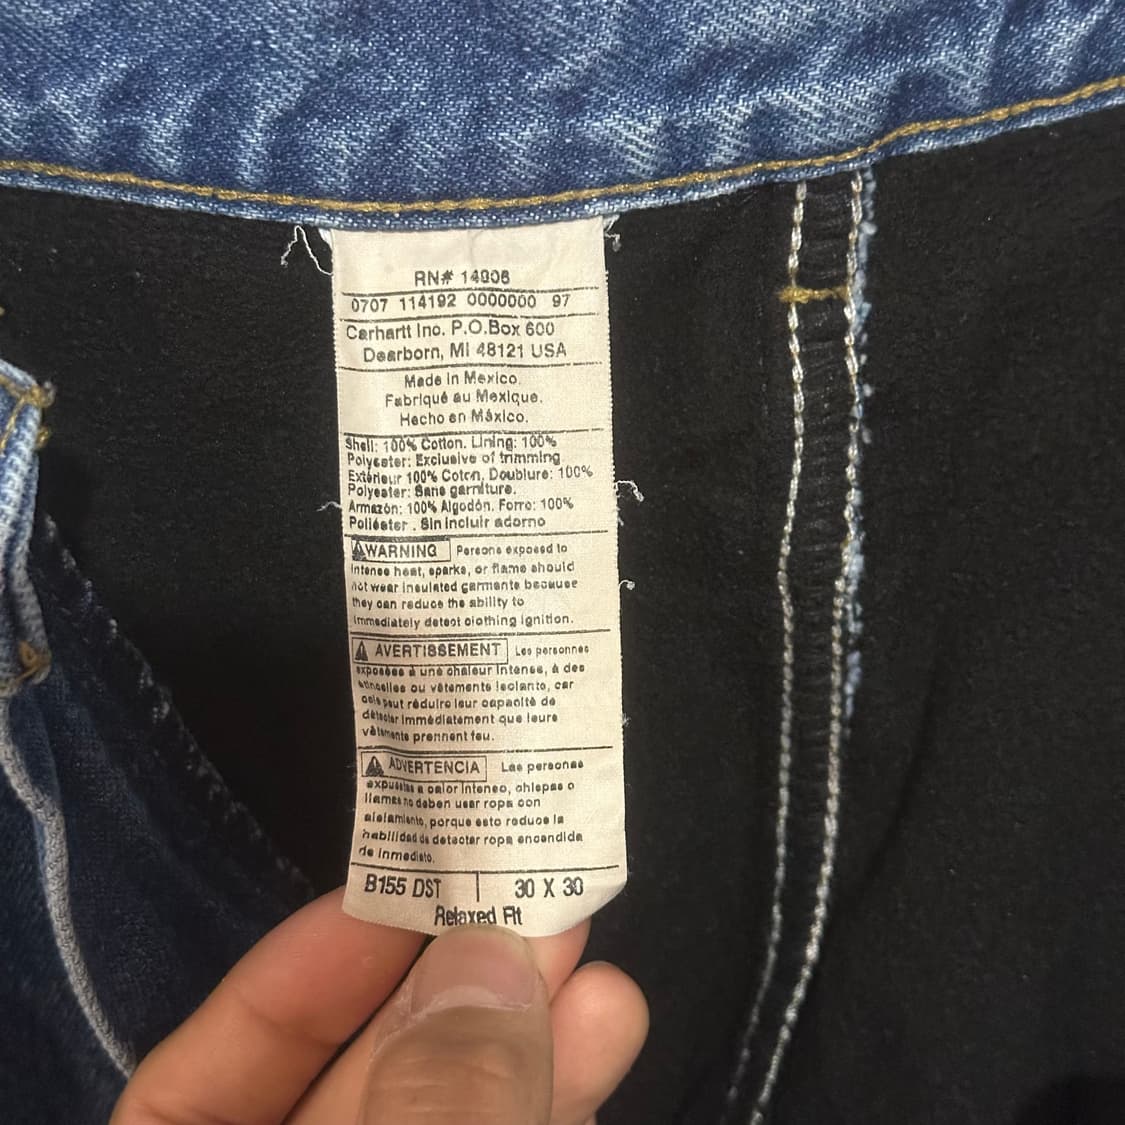 RN# 14806
0707 114192 0000000 97
Carhartt Inc. P.O.Box 600
Dearborn, MI 48121 USA
Made in Mexico.
Fabriqué au Mexique.
Hecho en México.
Shell: 100% Cotton. Lining: 100%
Polyester: Exclusive of trimming
Extérieur 100% Coton, Doublure: 100%
Polyester: Sans garniture.
Armazón: 100% Algodón. Forro: 100%
Poliéster . Sin incluir adorno
WARNING Persons exposed to
intense heat, sparks, or flame should
not wear insulated garments because
they can reduce the ability to
immediately detect clothing ignition.
AVERTISSEMENT Les personnes
exposées à une chaleur intense, à des
étincelles ou vêtements isolants, car
cela peut réduire leur capacité de
détecter immédiatement que leurs
vêtements prennent feu.
ADVERTENCIA Las personas
expuestas a calor intenso, chispas o
llamas no deben usar ropa con
aislamiento, porque esto reduce la
habilidad de detectar ropa encendida
de inmediato.
B155 DST | 30 X 30
Relaxed Fit